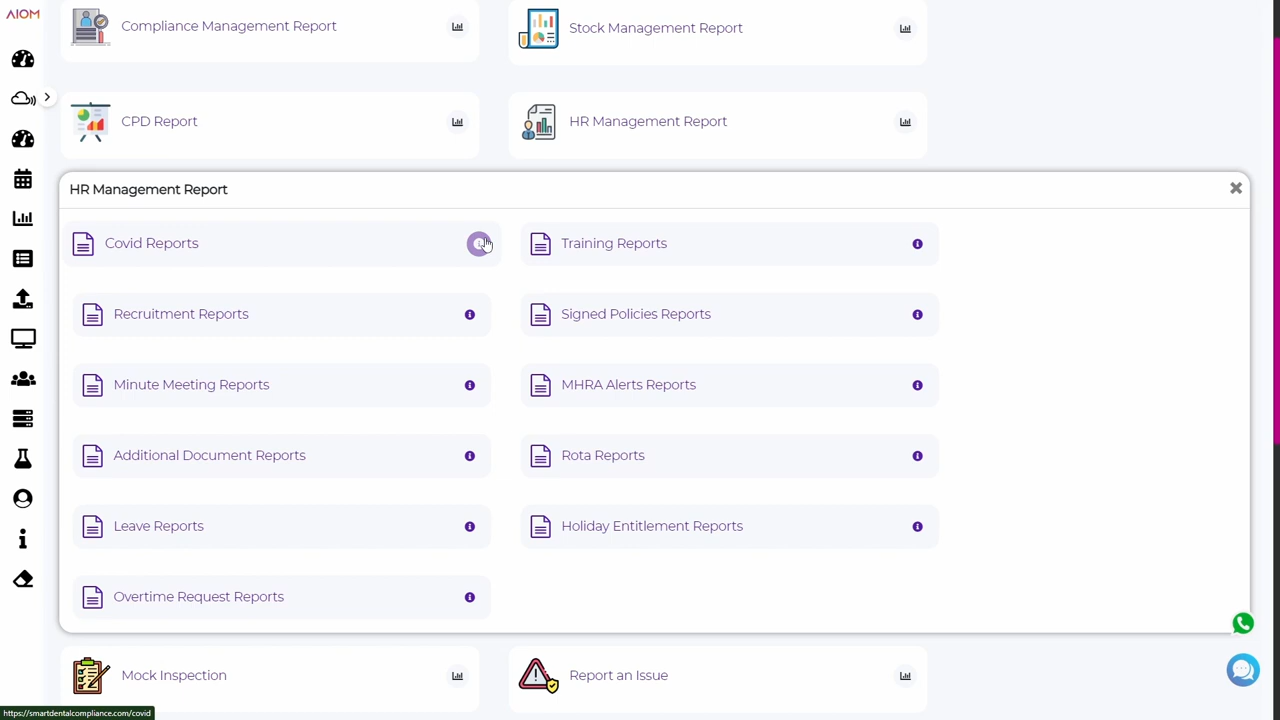 AIOM
Compliance Management Report
Stock Management Report
CPD Report
HR Management Report
HR Management Report
Covid Reports
Training Reports
Recruitment Reports
Signed Policies Reports
Minute Meeting Reports
MHRA Alerts Reports
Additional Document Reports
Rota Reports
Leave Reports
Holiday Entitlement Reports
Overtime Request Reports
Mock Inspection
Report an Issue
https://smartdentalcompliance.com/covid